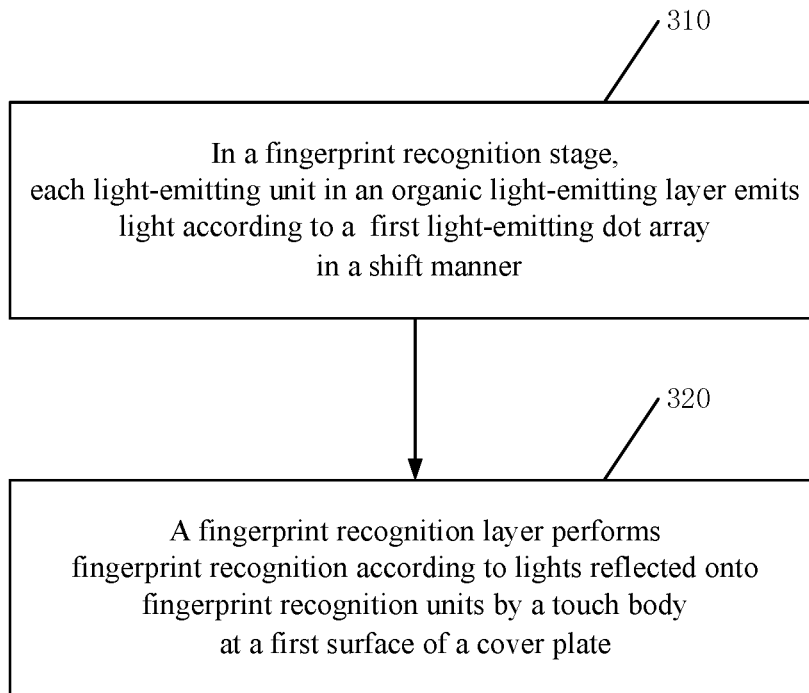 310
In a fingerprint recognition stage,
each light-emitting unit in an organic light-emitting layer emits
light according to a first light-emitting dot array
in a shift manner
320
A fingerprint recognition layer performs
fingerprint recognition according to lights reflected onto
fingerprint recognition units by a touch body
at a first surface of a cover plate